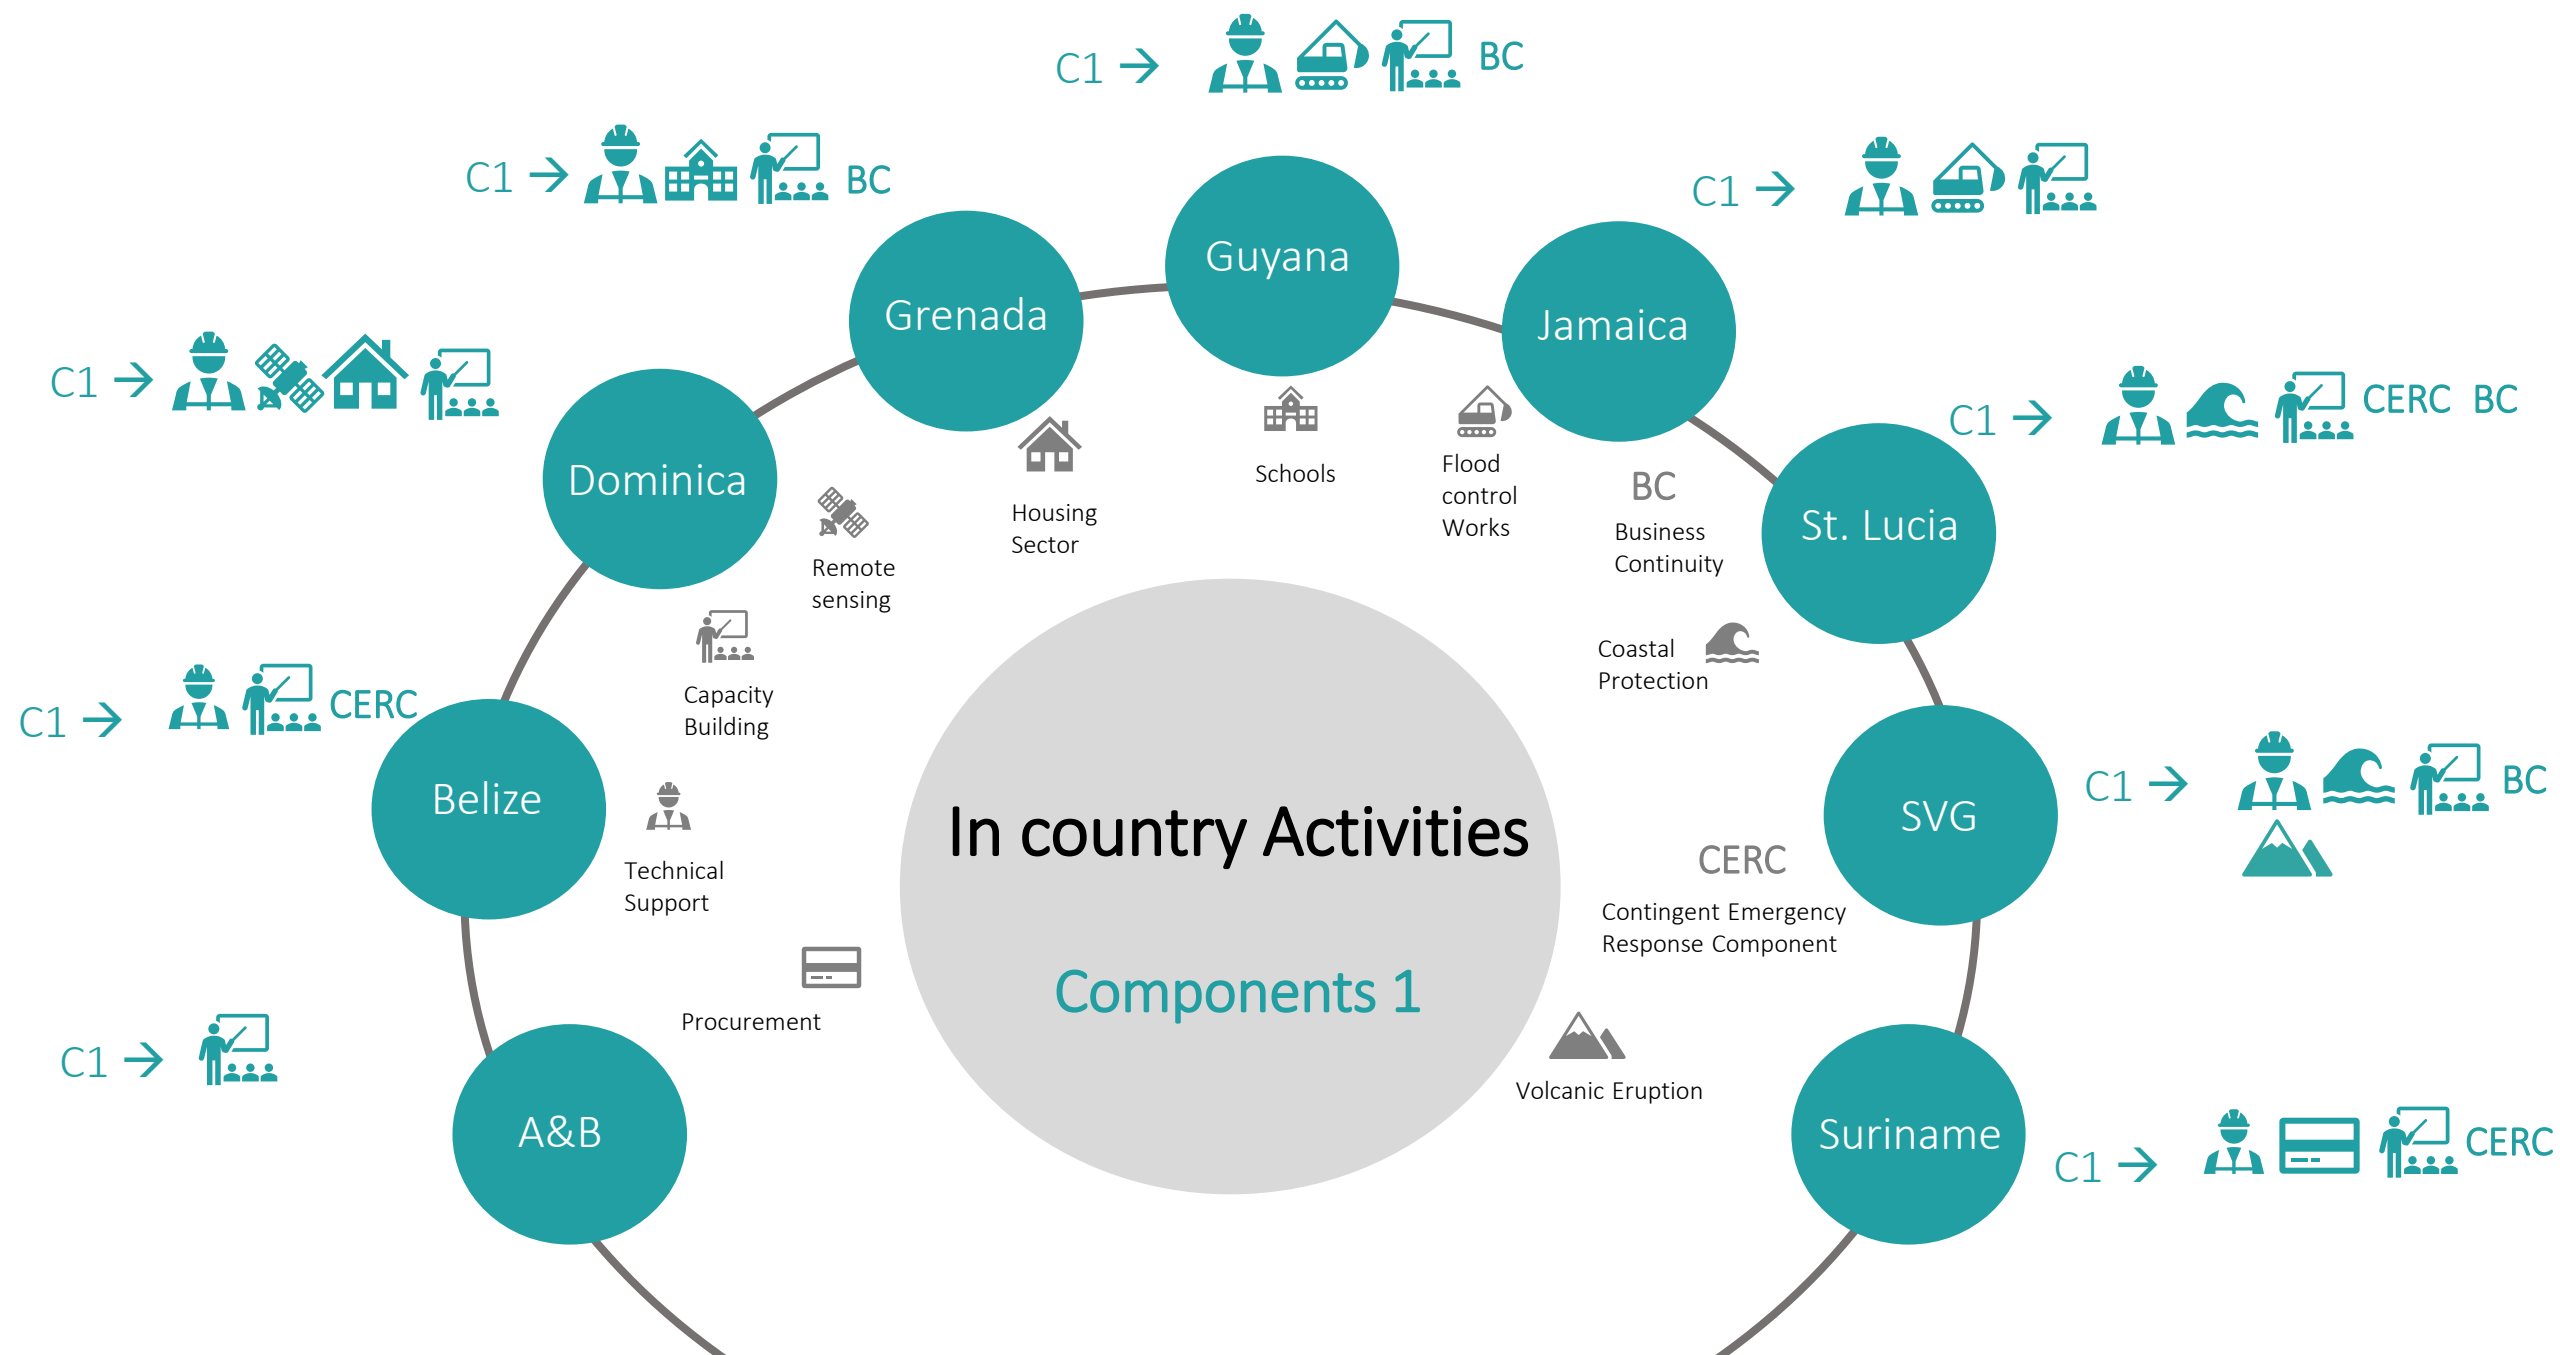 C1 → BC
C1 → BC
C1 →
C1 →
C1 → CERC BC
C1 → CERC
C1 → BC
C1 →
C1 → CERC
Guyana
Grenada
Jamaica
Dominica
St. Lucia
Belize
SVG
A&B
Suriname
Schools
Flood
control
Works
BC
Business
Continuity
Housing
Sector
Remote
sensing
Coastal
Protection
Capacity
Building
Technical
Support
CERC
Contingent Emergency
Response Component
Procurement
Volcanic Eruption
In country Activities
Components 1